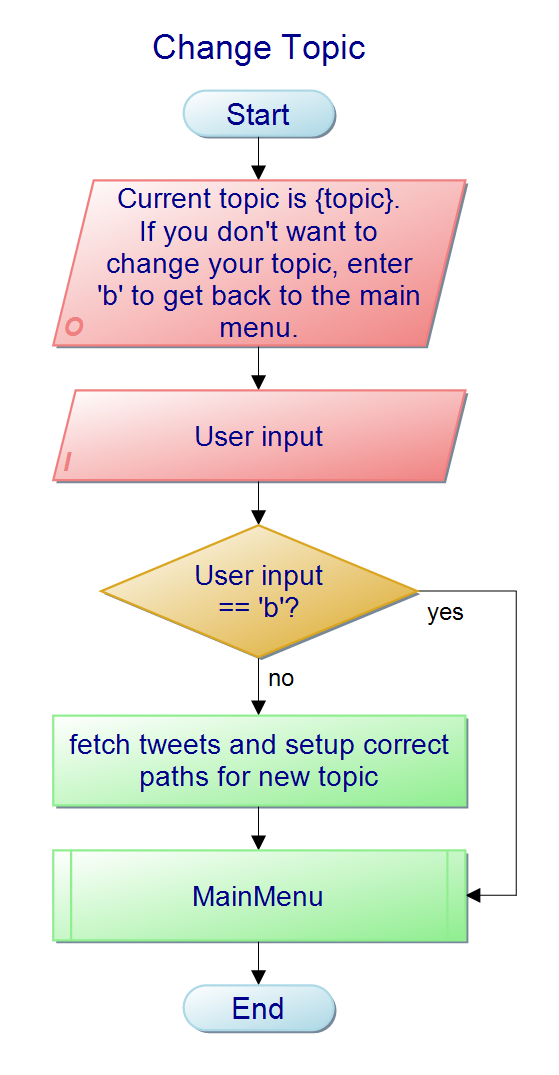 Change Topic
Start
Current topic is {topic}.
If you don't want to
change your topic, enter
'b' to get back to the main
menu.
O
User input
I
User input
== 'b'?
yes
no
fetch tweets and setup correct
paths for new topic
MainMenu
End